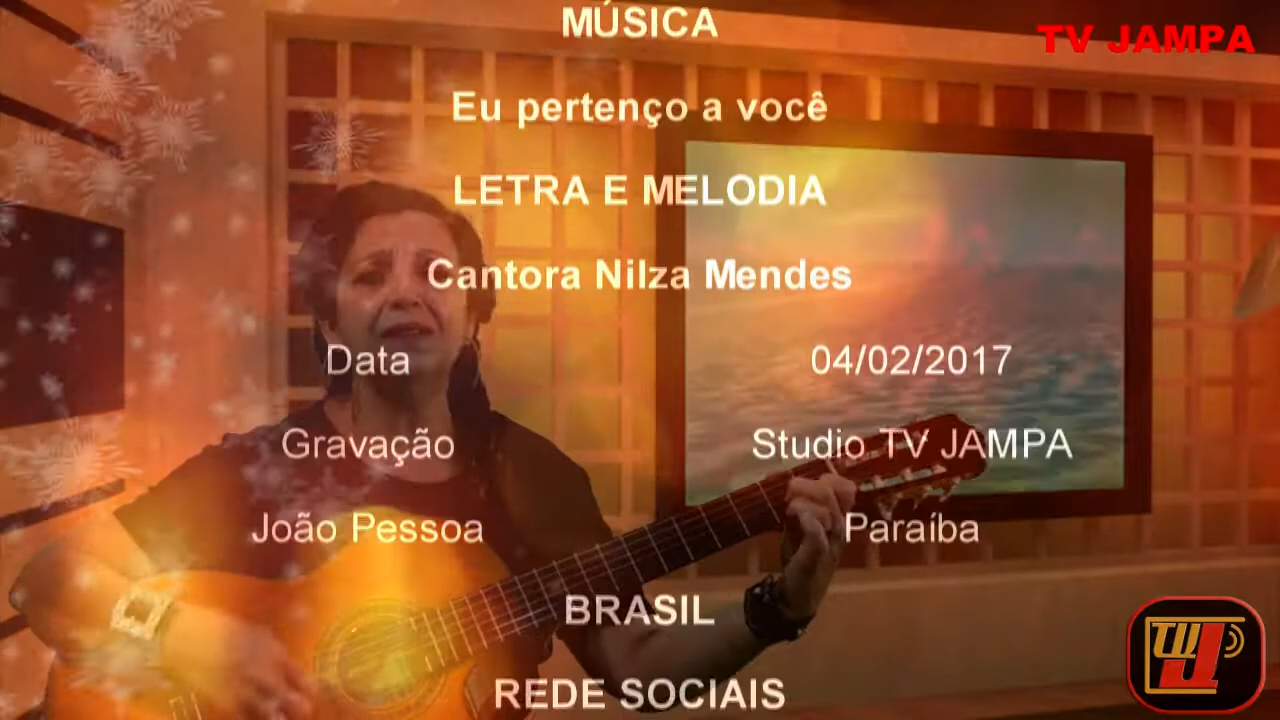 MÚSICA
TV JAMPA
Eu pertenço a você
LETRA E MELODIA
Cantora Nilza Mendes
Data 04/02/2017
Gravação Studio TV JAMPA
João Pessoa Paraíba
BRASIL
REDE SOCIAIS
TVJ